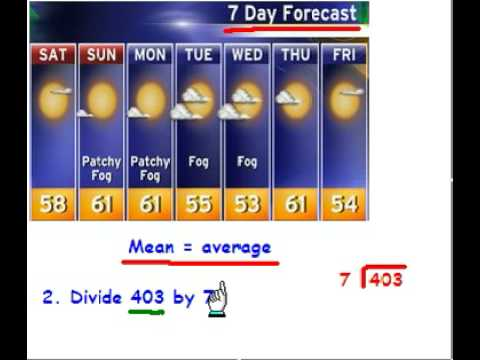 7 Day Forecast
SAT SUN MON TUE WED THU FRI
Patchy Fog Patchy Fog Fog Fog
58 61 61 55 53 61 54
Mean = average
7 403
2. Divide 403 by 7